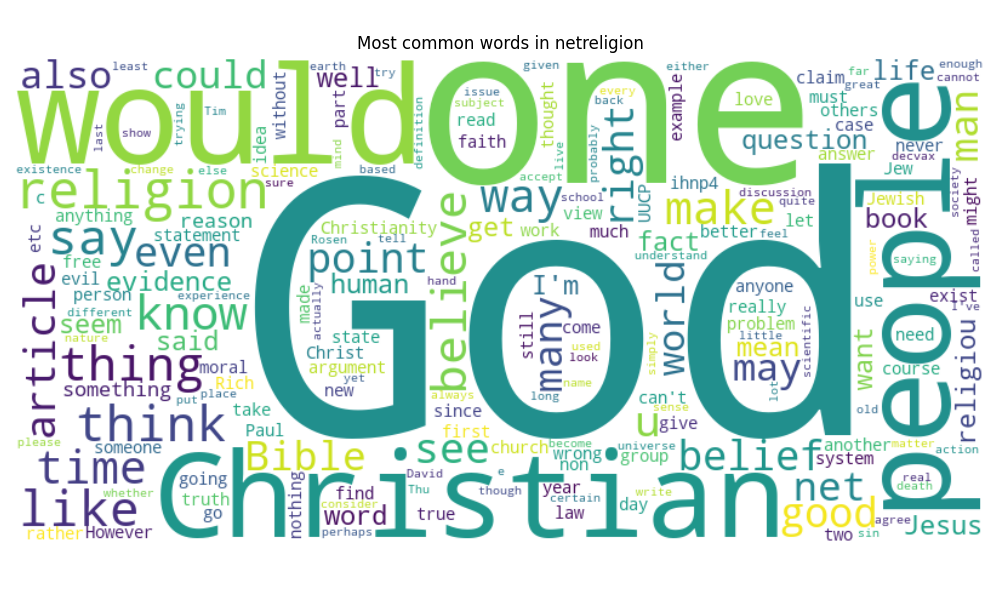 Most common words in netreligion
also least could earth well try given issue either claim far life enough cannot
would one people God Christian
last show trying Tim idea without part mind definition subject read faith thought live every back probably example love must great others case man
existence change else science based accept right question answer never decvax Jew
religion c sure way school UUCP ihnp4 make discussion quite let Jewish society might
anything reason Christianity believe get work view much fact better feel book called
etc say even statement Rosen tell point understand power saying
free evil evidence human hand I'm anyone use exist I've
article person experience different know made actually state still many come world really problem little scientific need
seem nature said Christ argument used look simply mean want course religiou
thing moral yet new name may lot
something Rich put place always long can't sense old
think take Paul since first u give
please someone Bible see church become wrong universe another matter action
time going non group belief system real death
whether truth nothing David e though year certain write net
like go find consider Thu law day good agree Jesus
rather However word perhaps true two sin